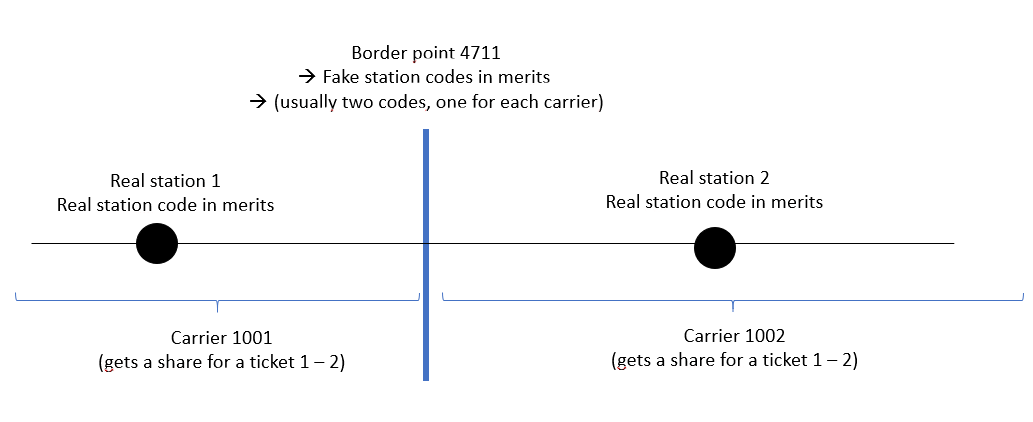 Border point 4711
→ Fake station codes in merits
→ (usually two codes, one for each carrier)
Real station 1
Real station code in merits
Real station 2
Real station code in merits
Carrier 1001
(gets a share for a ticket 1 – 2)
Carrier 1002
(gets a share for a ticket 1 – 2)